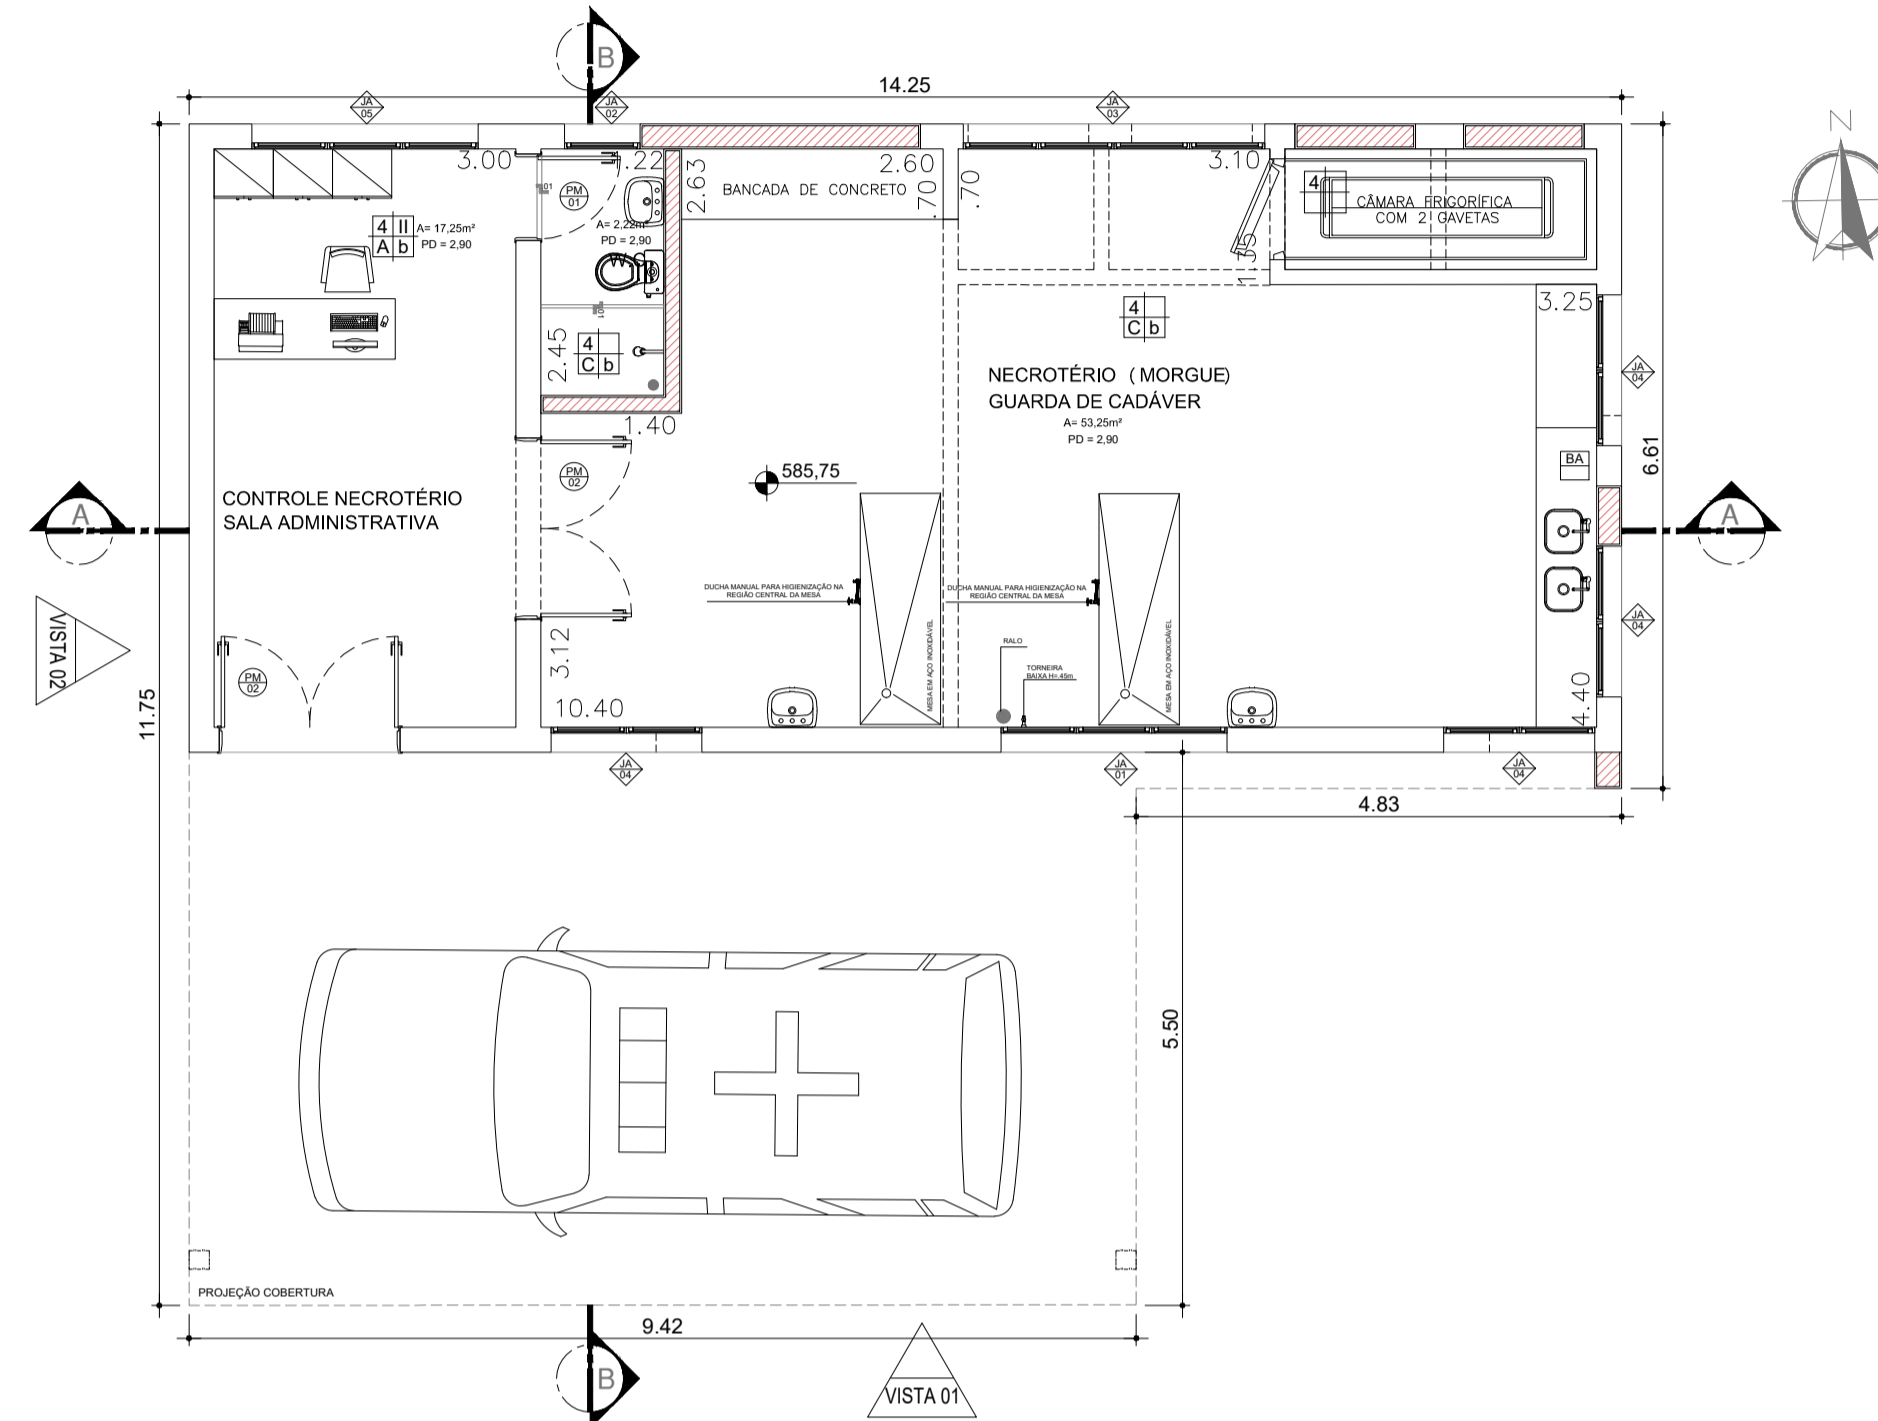 B
14.25
JA
05
JA
02
JA
03
N
3.00
PM
01
.22
2.63
BANCADA DE CONCRETO
2.60
.70
.70
3.10
4
CÂMARA FRIGORÍFICA
COM 2 GAVETAS
4 II
A b
A= 17,25m²
PD = 2,90
A= 2,22m²
PD = 2,90
1.35
2.45
4
C b
4
C b
3.25
NECROTÉRIO (MORGUE)
GUARDA DE CADÁVER
A= 53,25m²
PD = 2,90
JA
04
1.40
PM
02
585,75
BA
6.61
CONTROLE NECROTÉRIO
SALA ADMINISTRATIVA
A
A
DUCHA MANUAL PARA HIGIENIZAÇÃO NA
REGIÃO CENTRAL DA MESA
DUCHA MANUAL PARA HIGIENIZAÇÃO NA
REGIÃO CENTRAL DA MESA
MESA EM AÇO INOXIDÁVEL
MESA EM AÇO INOXIDÁVEL
JA
04
VISTA 02
3.12
RALO
TORNEIRA
BAIXA H=.45m
PM
02
10.40
4.40
11.75
JA
04
JA
01
JA
04
4.83
5.50
PROJEÇÃO COBERTURA
9.42
B
VISTA 01